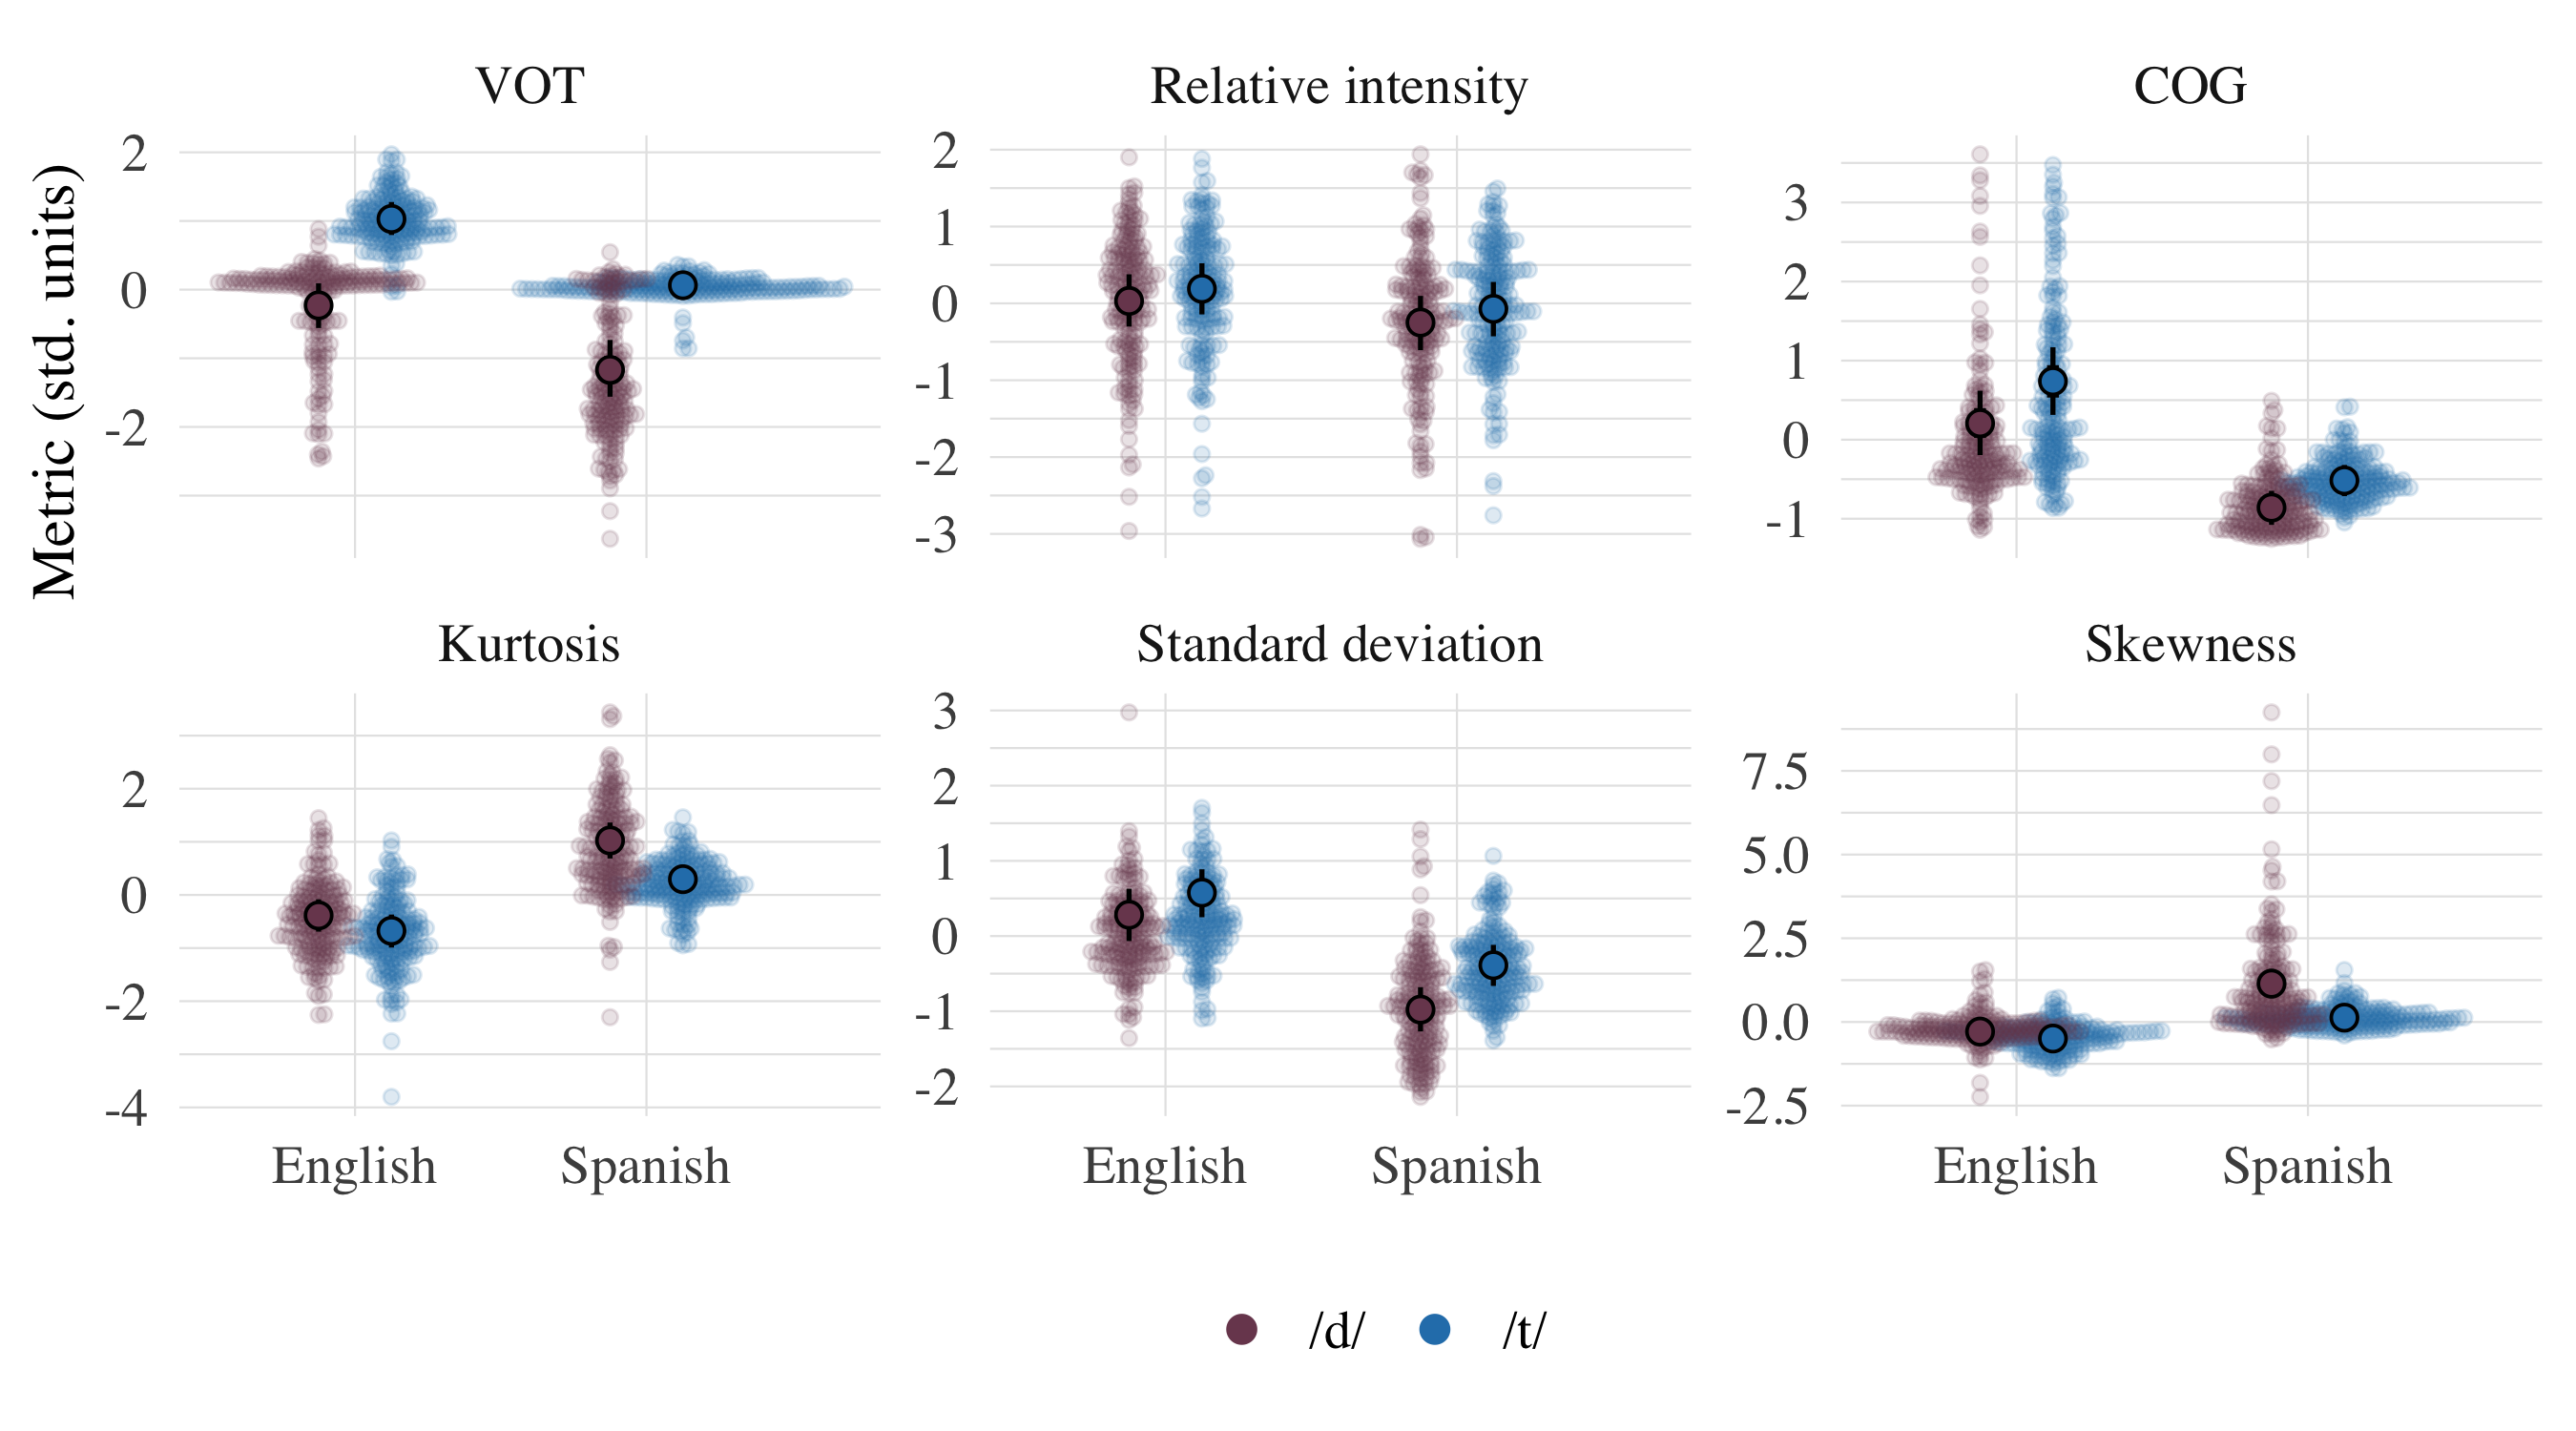 VOT
Relative intensity
COG
Metric (std. units)
2
0
-2
2
1
0
-1
-2
-3
3
2
1
0
-1
Kurtosis
Standard deviation
Skewness
2
0
-2
-4
3
2
1
0
-1
-2
7.5
5.0
2.5
0.0
-2.5
English Spanish
English Spanish
English Spanish
/d/ /t/